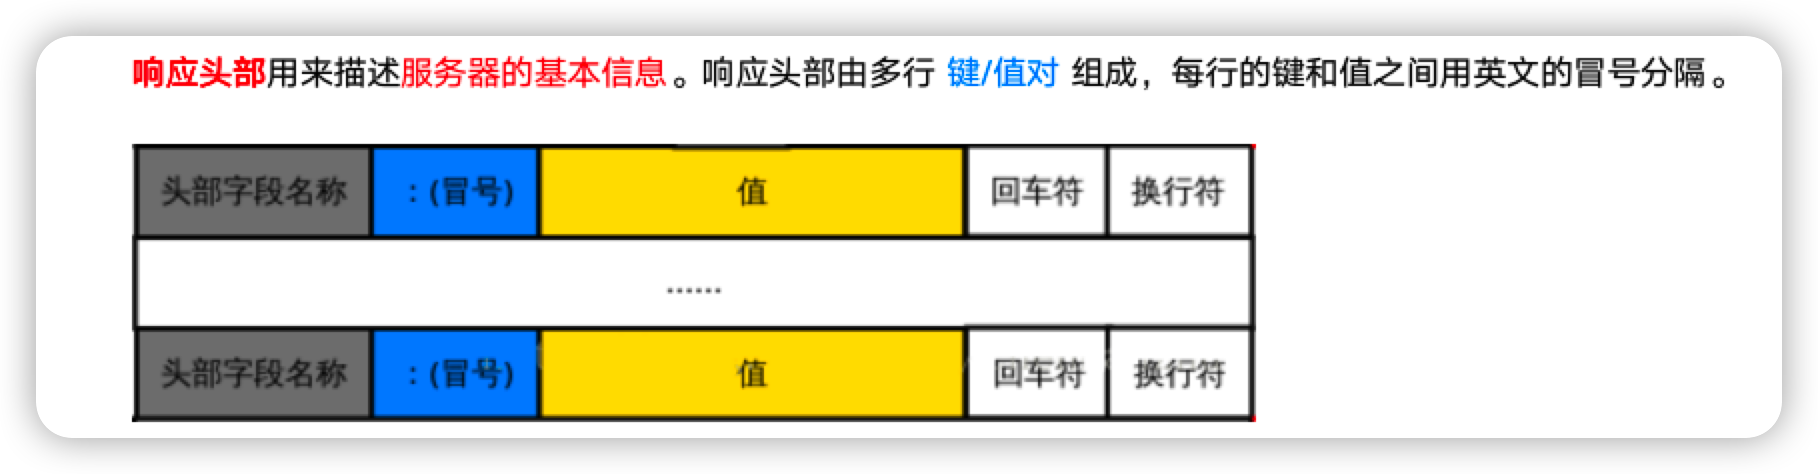 响应头部用来描述服务器的基本信息。响应头部由多行 键/值对 组成，每行的键和值之间用英文的冒号分隔。
头部字段名称 ：(冒号) 值 回车符 换行符
......
头部字段名称 ：(冒号) 值 回车符 换行符